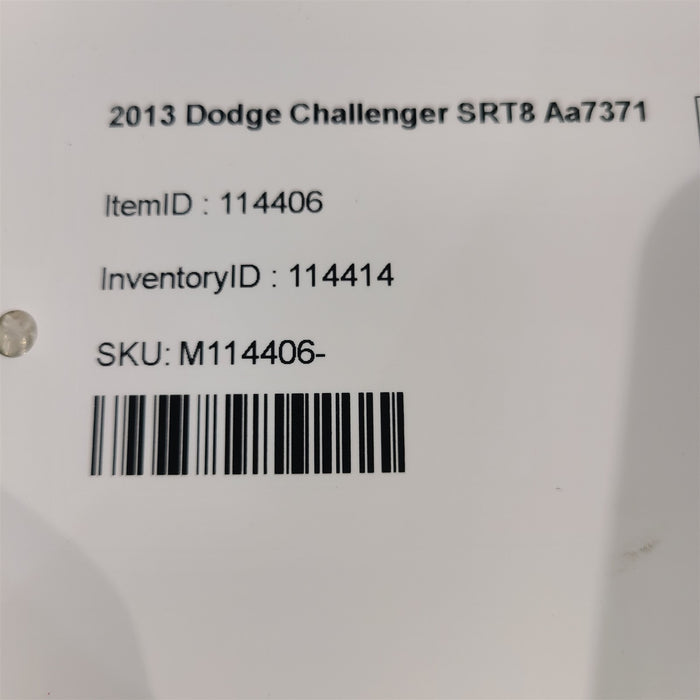 2013 Dodge Challenger SRT8 Aa7371
ItemID : 114406
InventoryID : 114414
SKU: M114406-